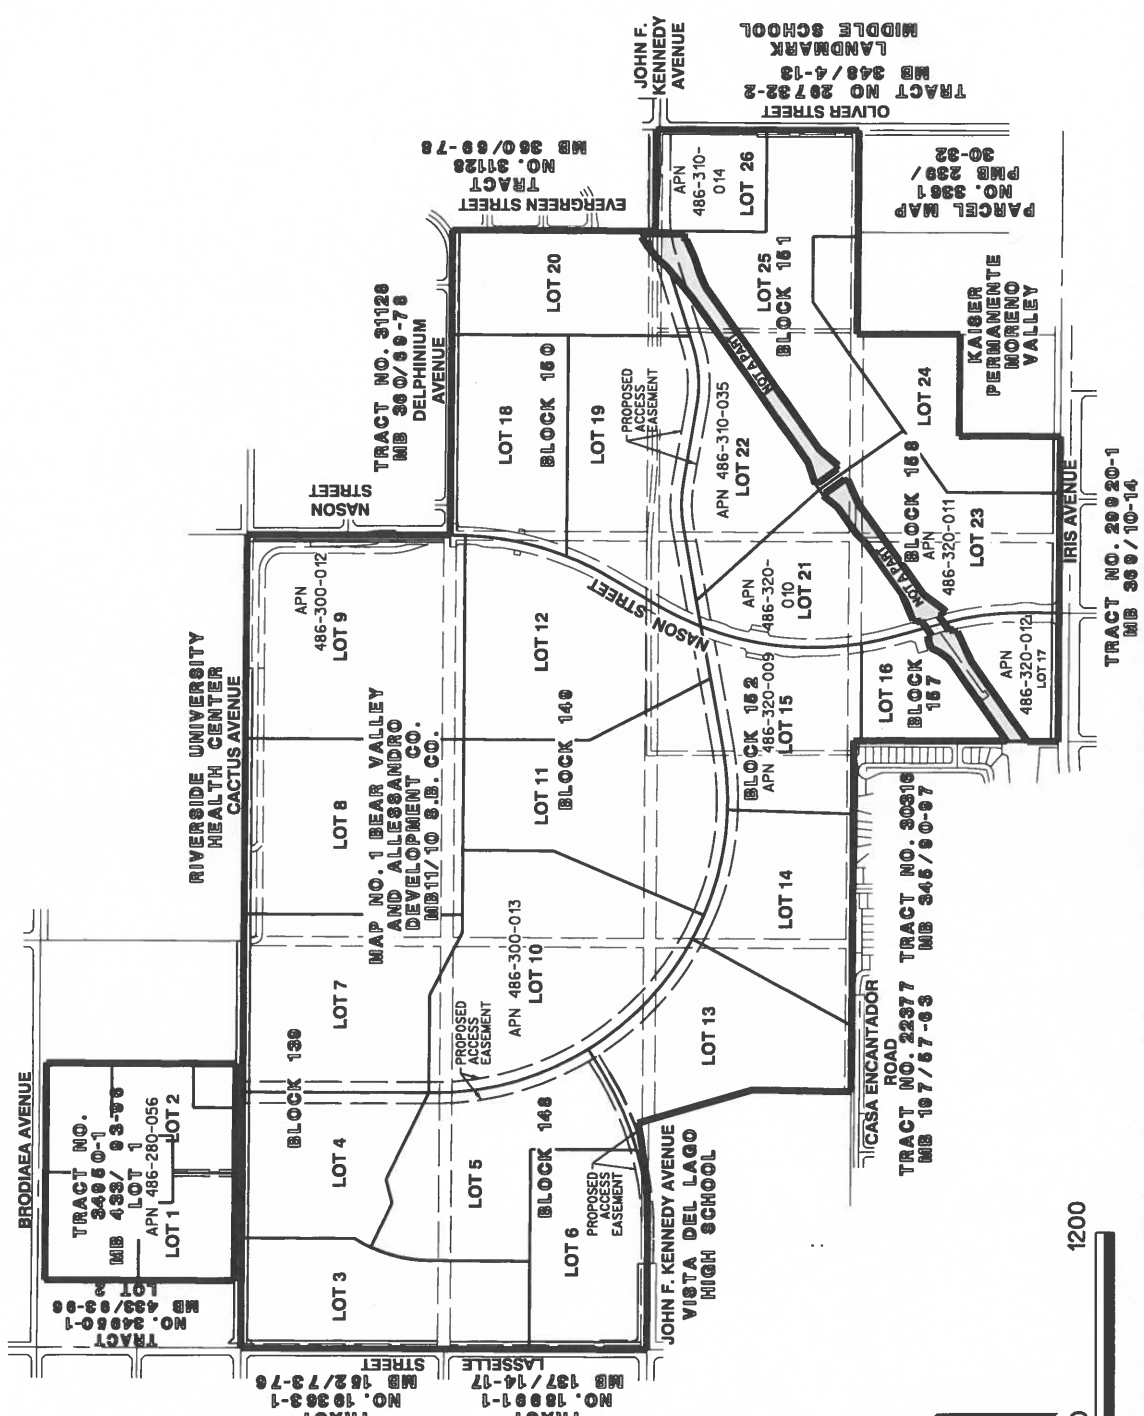 BRODIAEA AVENUE
TRACT NO.
34950-1
MB 433/ 93-96
LOT 1
APN 486-280-056
LOT 1
LOT 2
TRACT
NO. 34950-1
MB 433/93-96
LOT
RIVERSIDE UNIVERSITY
HEALTH CENTER
CACTUS AVENUE
NASON
STREET
TRACT NO. 31128
MB 360/69-78
DELPHINIUM
AVENUE
EVERGREEN STREET
TRACT
NO. 31128
MB 360/69-78
JOHN F.
KENNEDY
AVENUE
OLIVER STREET
TRACT NO 29732-2
MB 348/4-13
LANDMARK
MIDDLE SCHOOL
PARCEL MAP
NO. 3361
PMB 239/
30-32
KAISER
PERMANENTE
MORENO
VALLEY
IRIS AVENUE
TRACT NO. 29920-1
MB 369/10-14
LOT 3
LOT 4
BLOCK 139
LOT 7
LOT 8
APN
486-300-012
LOT 9
MAP NO. 1 BEAR VALLEY
AND ALLESSANDRO
DEVELOPMENT CO.
MB11/10 S.B. CO.
LOT 5
BLOCK 148
LOT 6
PROPOSED
ACCESS
EASEMENT
PROPOSED
ACCESS
EASEMENT
APN 486-300-013
LOT 10
LOT 11
BLOCK 149
LOT 12
NASON STREET
LOT 18
BLOCK 150
LOT 19
PROPOSED
ACCESS
EASEMENT
LOT 20
APN 486-310-035
LOT 22
NOT A PART
LOT 25
BLOCK 151
APN
486-310-
014
LOT 26
LOT 24
BLOCK 158
APN
486-320-011
LOT 23
NOT A PART
APN
486-320-
010
LOT 21
BLOCK 152
APN 486-320-009
LOT 15
LOT 16
BLOCK
157
APN
486-320-012
LOT 17
LOT 14
LOT 13
JOHN F. KENNEDY AVENUE
VISTA DEL LAGO
HIGH SCHOOL
CASA ENCANTADOR
ROAD
TRACT NO. 22377
MB 197/57-63
TRACT NO. 30316
MB 345/90-97
LASSELLE
STREET
NO. 19363-1
MB 152/73-76
NO. 18991-1
MB 137/14-17
1200